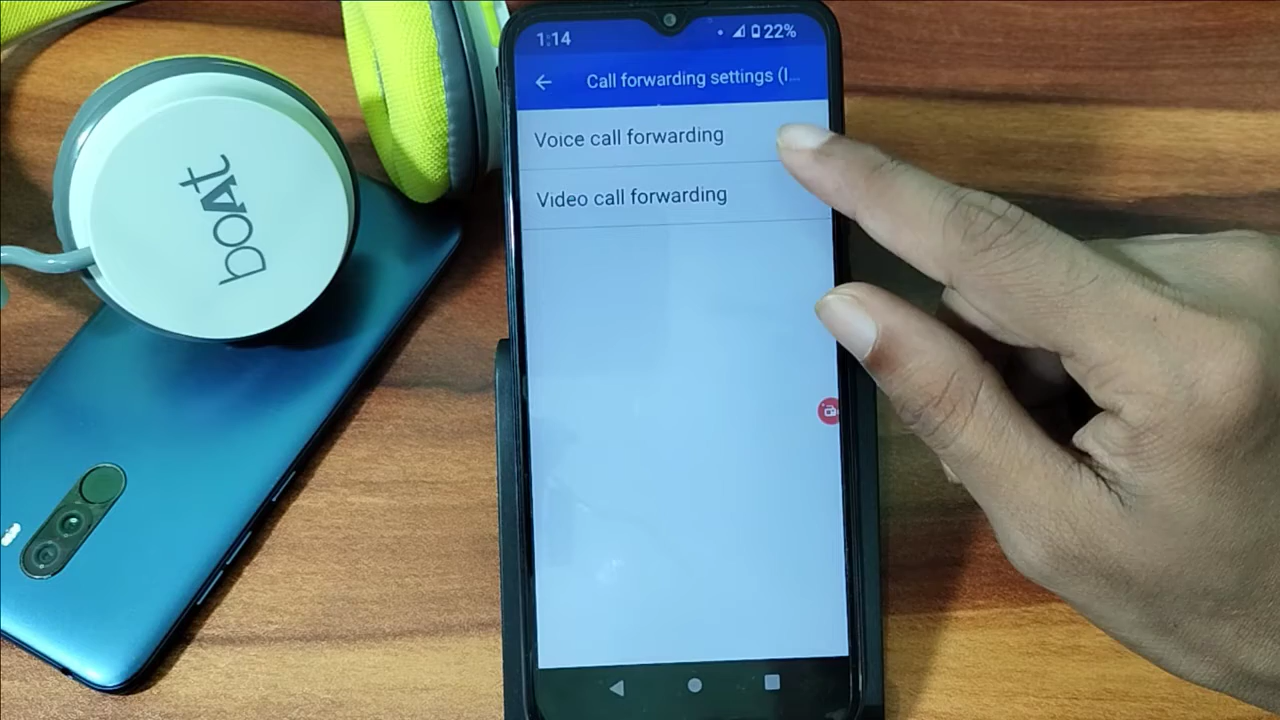 boAt
1:14
22%
Call forwarding settings (I...
Voice call forwarding
Video call forwarding